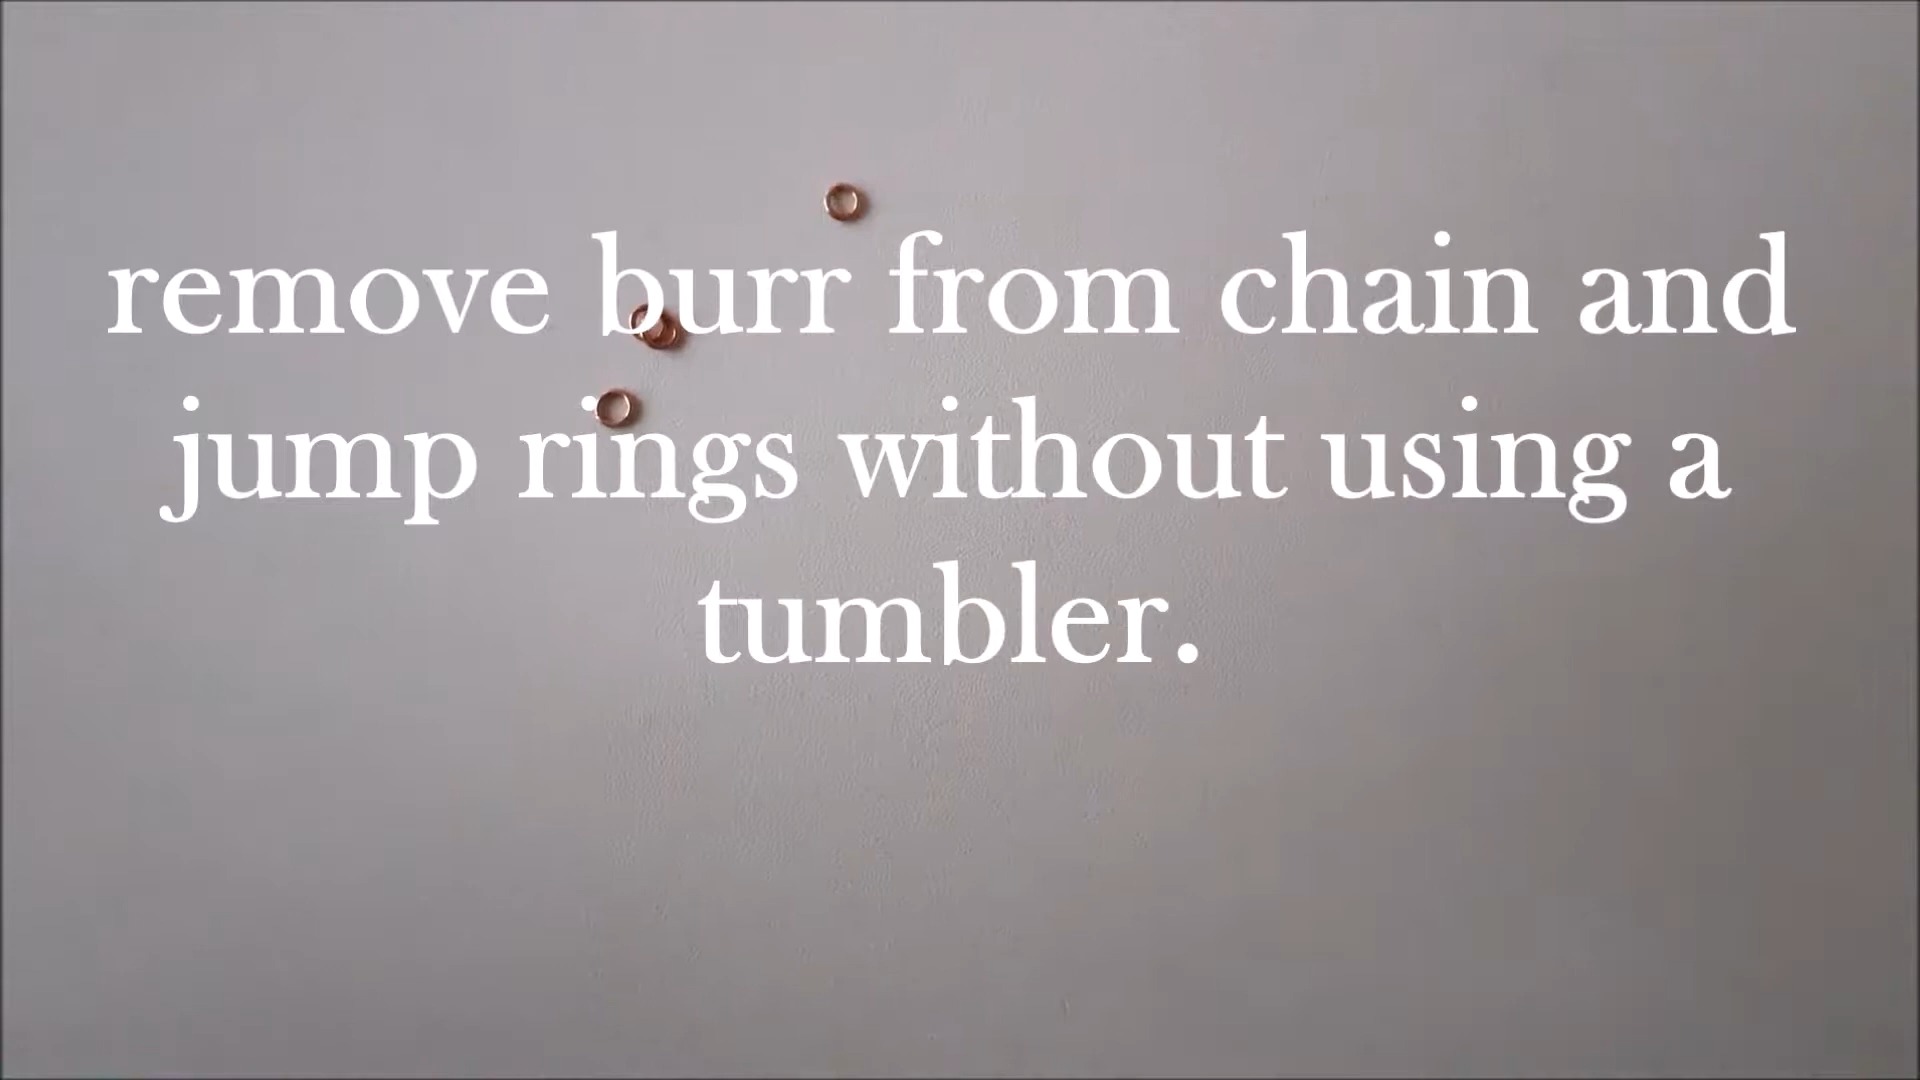 remove burr from chain and
jump rings without using a
tumbler.